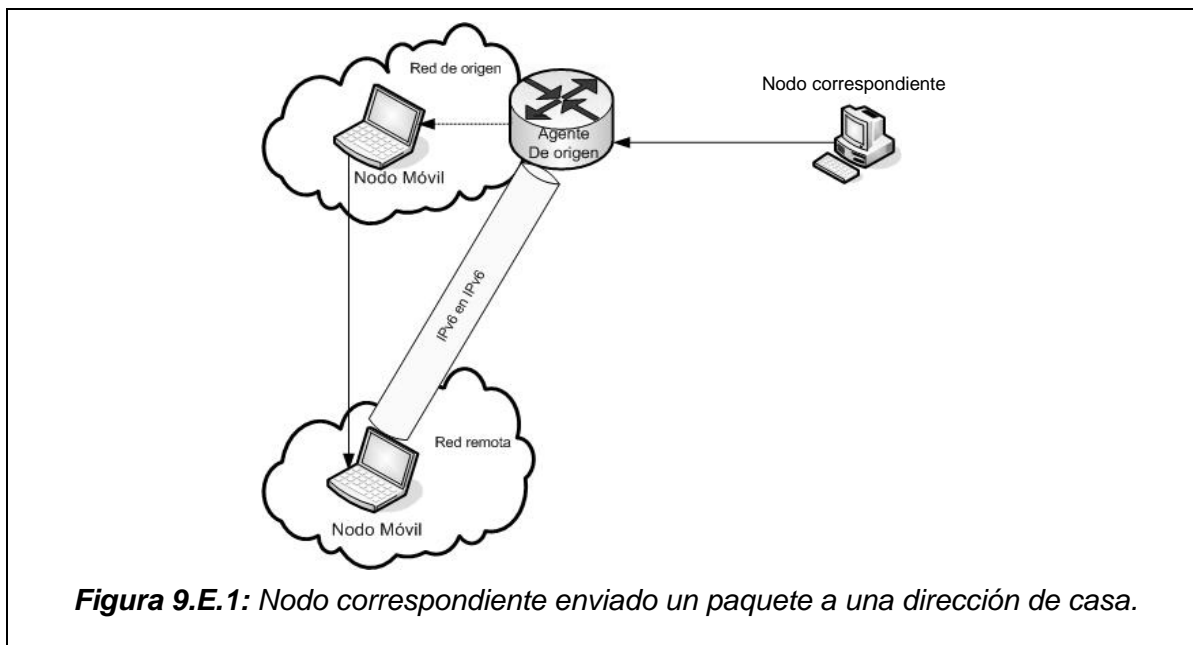 Red de origen
Nodo correspondiente
Agente
De origen
Nodo Móvil
IPv6 en IPv6
Red remota
Nodo Móvil
Figura 9.E.1: Nodo correspondiente enviado un paquete a una dirección de casa.